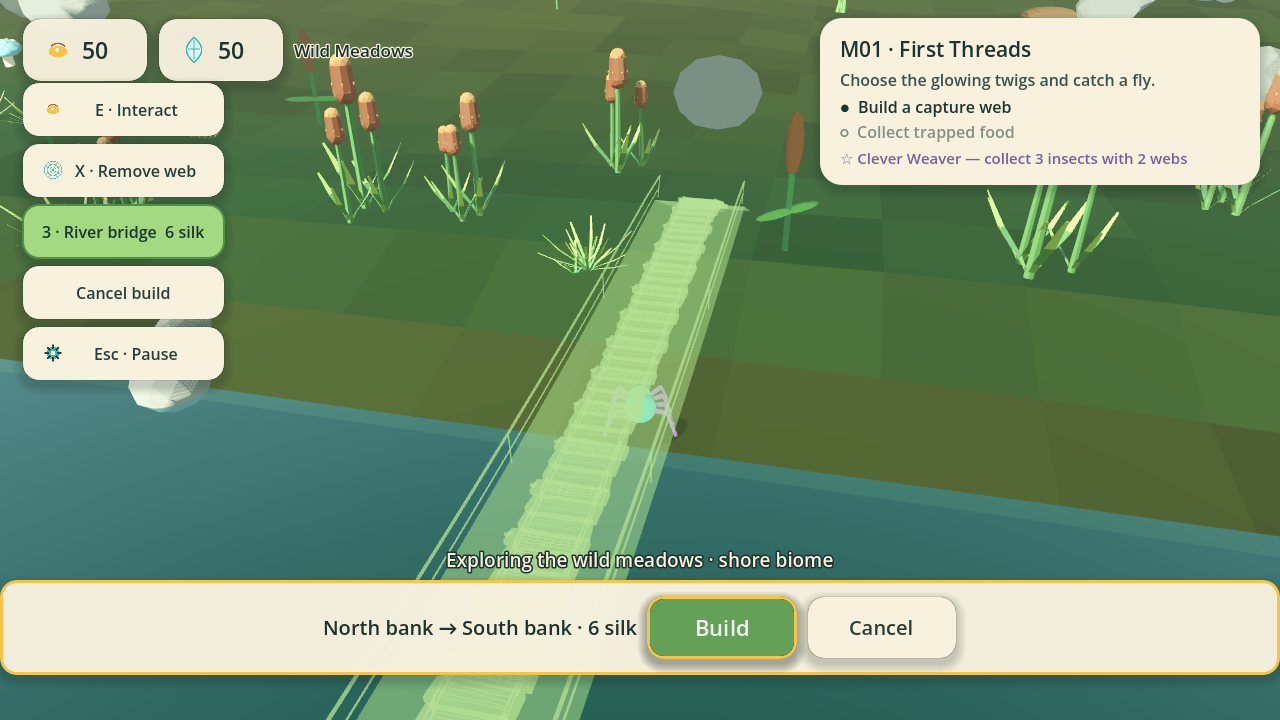 50
50
Wild Meadows
E · Interact
X · Remove web
3 · River bridge 6 silk
Cancel build
Esc · Pause
M01 · First Threads
Choose the glowing twigs and catch a fly.
● Build a capture web
○ Collect trapped food
☆ Clever Weaver — collect 3 insects with 2 webs
Exploring the wild meadows · shore biome
North bank → South bank · 6 silk
Build
Cancel